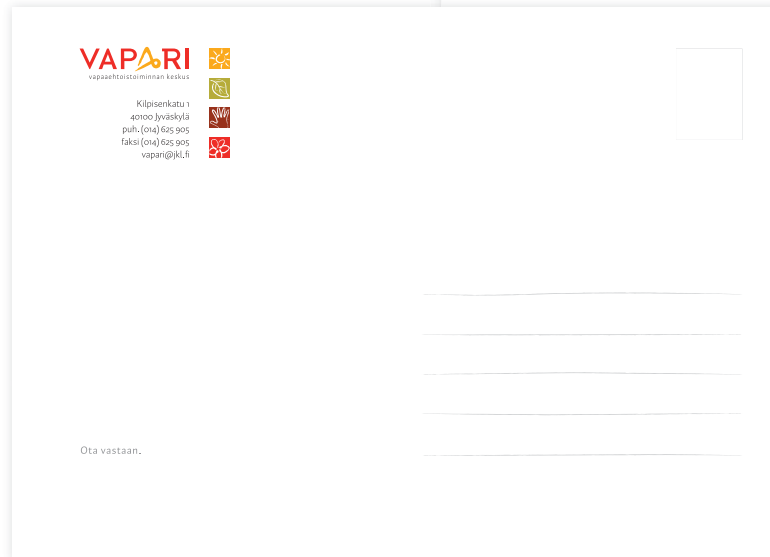 VAPARI
vapaaehtoistoiminnan keskus
Kilpisenkatu 1
40100 Jyväskylä
puh. (014) 625 905
faksi (014) 625 905
vapari@jkl.fi
Ota vastaan.